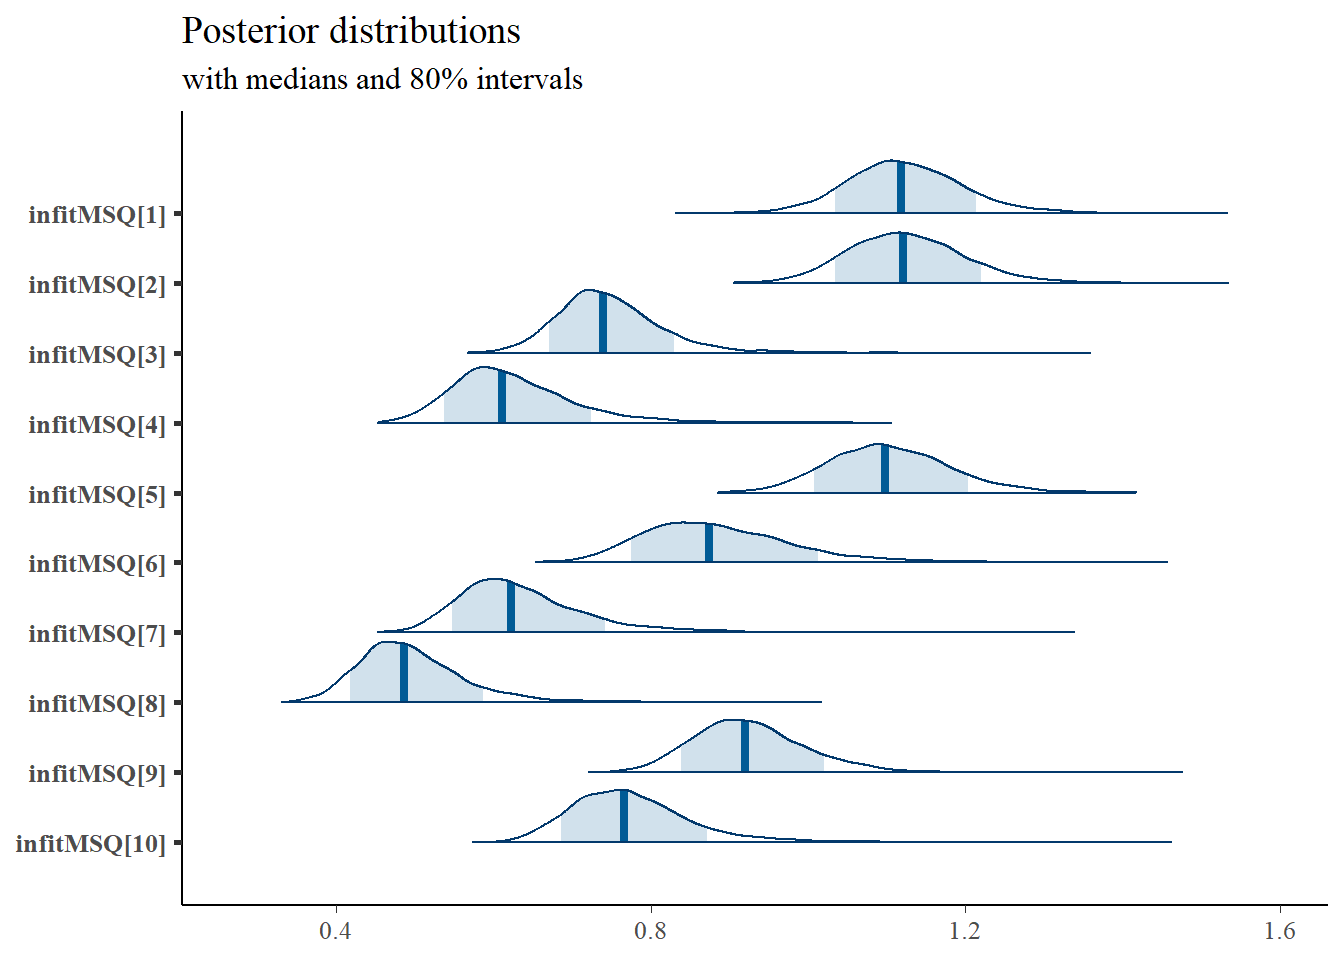 Posterior distributions
with medians and 80% intervals
infitMSQ[1]
infitMSQ[2]
infitMSQ[3]
infitMSQ[4]
infitMSQ[5]
infitMSQ[6]
infitMSQ[7]
infitMSQ[8]
infitMSQ[9]
infitMSQ[10]
0.4 0.8 1.2 1.6